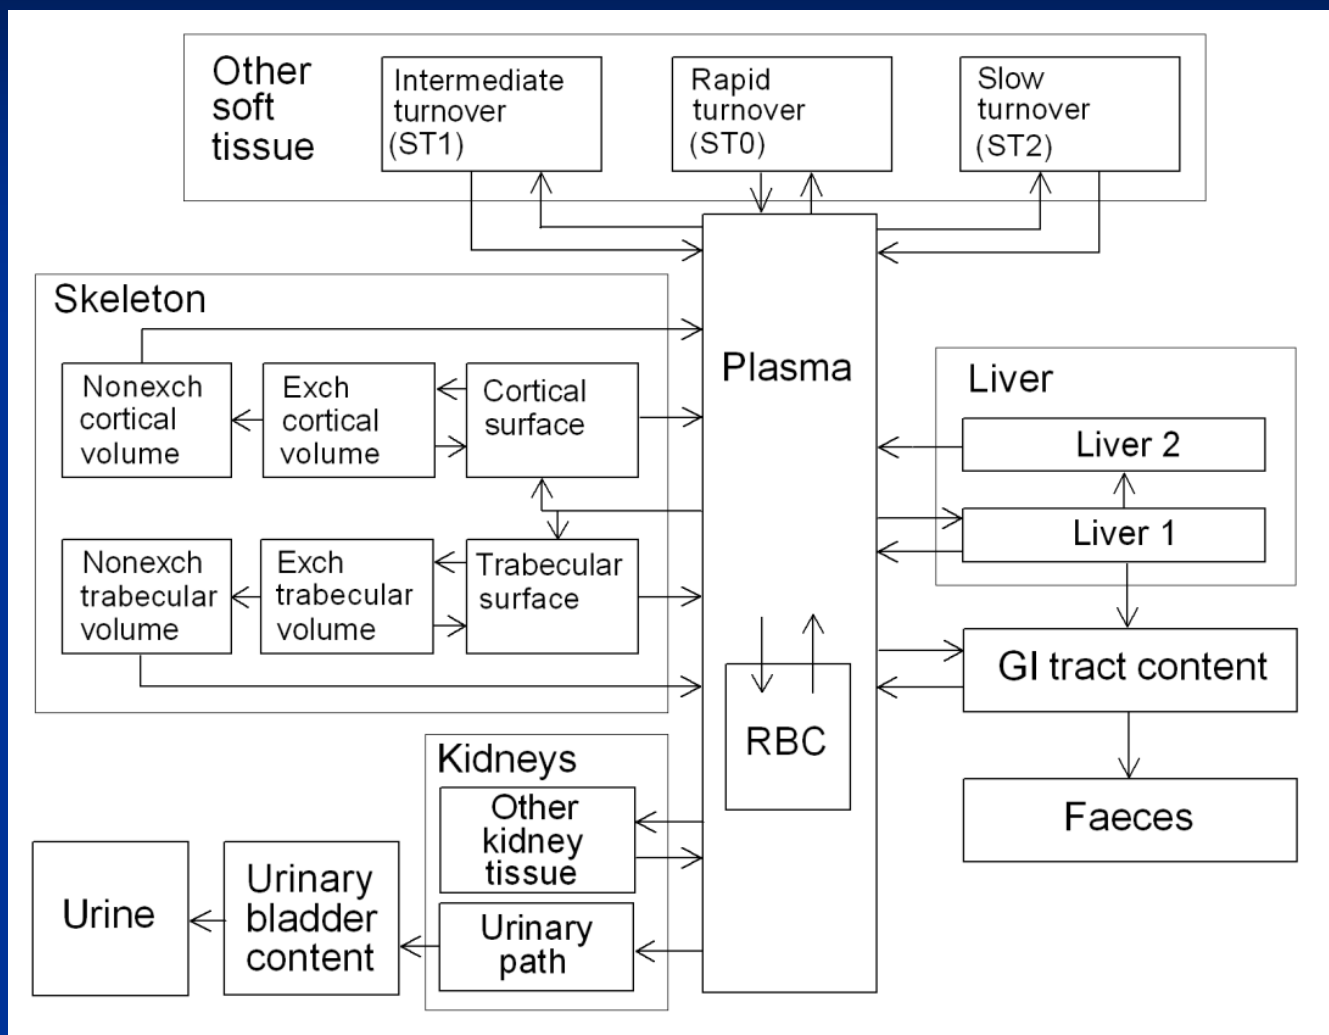 Other
soft
tissue
Intermediate
turnover
(ST1)
Rapid
turnover
(ST0)
Slow
turnover
(ST2)
Skeleton
Nonexch
cortical
volume
Exch
cortical
volume
Cortical
surface
Nonexch
trabecular
volume
Exch
trabecular
volume
Trabecular
surface
Plasma
RBC
Liver
Liver 2
Liver 1
GI tract content
Faeces
Kidneys
Other
kidney
tissue
Urinary
path
Urinary
bladder
content
Urine